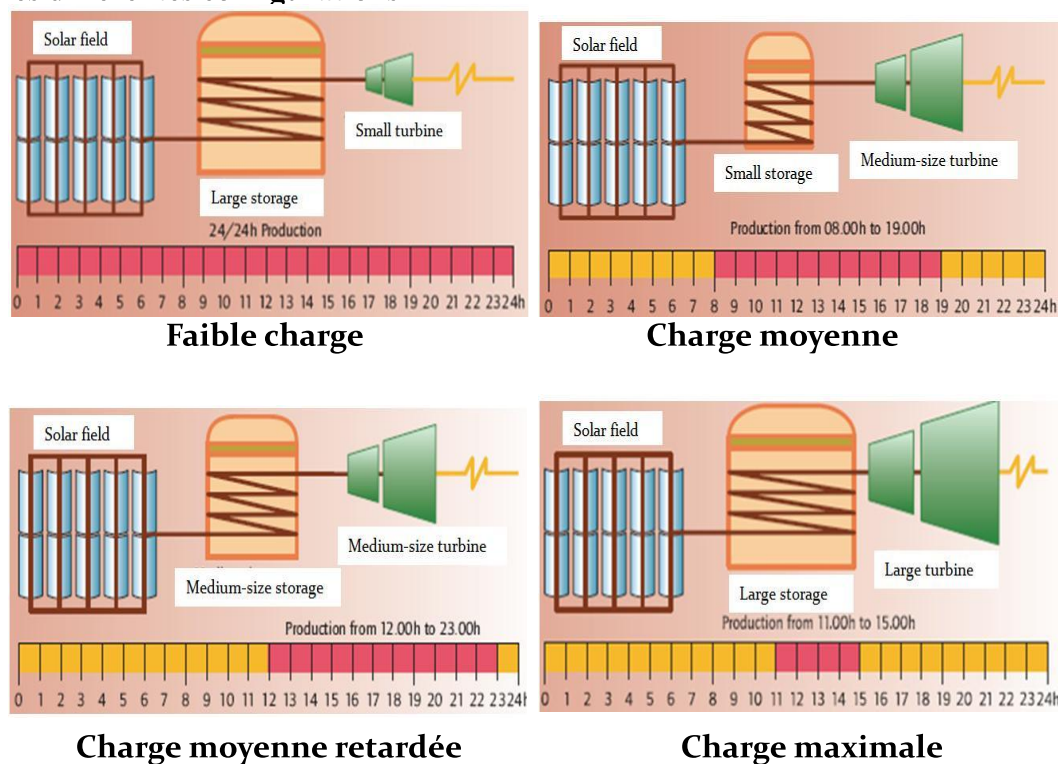 Solar field
Small turbine
Large storage
24/24h Production
0 1 2 3 4 5 6 7 8 9 10 11 12 13 14 15 16 17 18 19 20 21 22 23 24h
Faible charge
Solar field
Small storage
Medium-size turbine
Production from 08.00h to 19.00h
0 1 2 3 4 5 6 7 8 9 10 11 12 13 14 15 16 17 18 19 20 21 22 23 24h
Charge moyenne
Solar field
Medium-size turbine
Medium-size storage
Production from 12.00h to 23.00h
0 1 2 3 4 5 6 7 8 9 10 11 12 13 14 15 16 17 18 19 20 21 22 23 24h
Charge moyenne retardée
Solar field
Large turbine
Large storage
Production from 11.00h to 15.00h
0 1 2 3 4 5 6 7 8 9 10 11 12 13 14 15 16 17 18 19 20 21 22 23 24h
Charge maximale